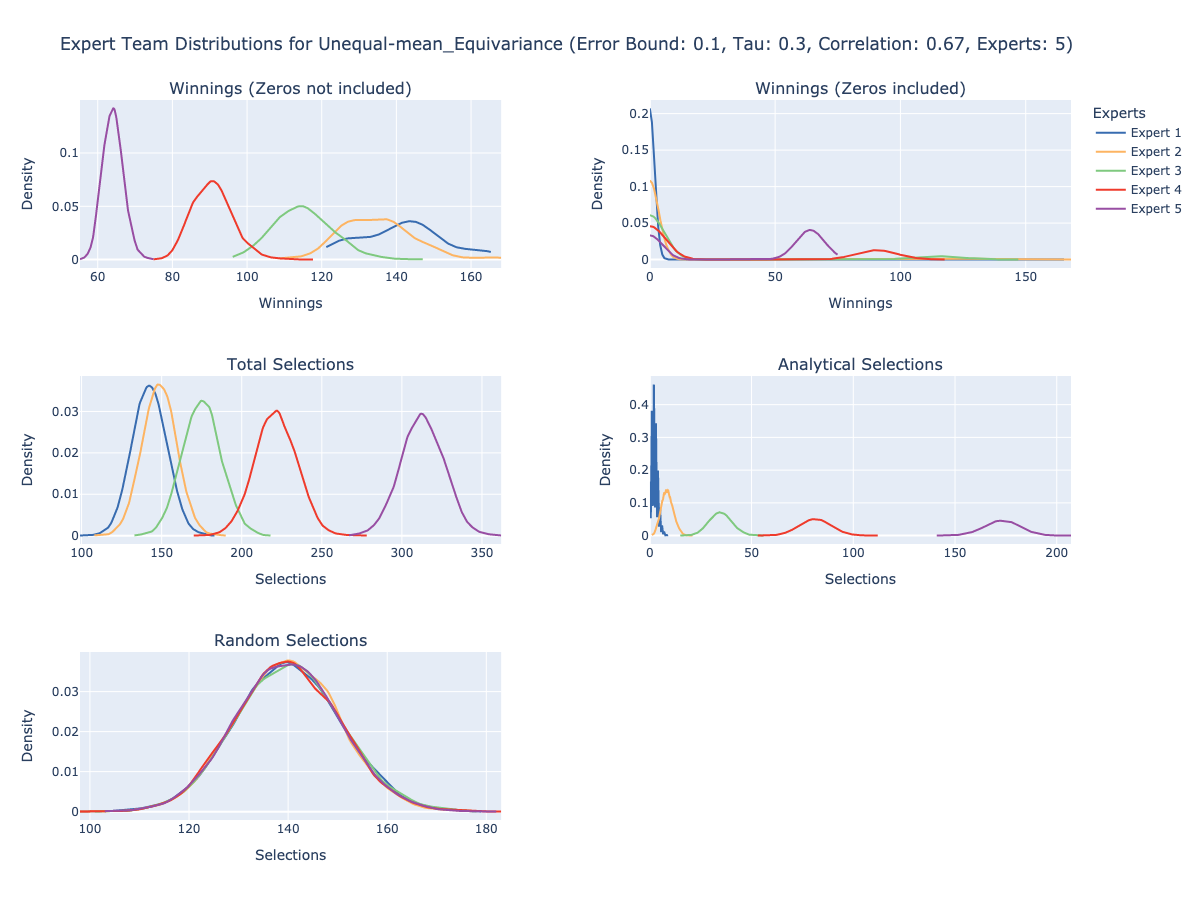 Expert Team Distributions for Unequal-mean_Equivariance (Error Bound: 0.1, Tau: 0.3, Correlation: 0.67, Experts: 5)
Winnings (Zeros not included)
Density
0.1
0.05
0
60 80 100 120 140 160
Winnings
Winnings (Zeros included)
Density
0.2
0.15
0.1
0.05
0
0 50 100 150
Winnings
Experts
Expert 1
Expert 2
Expert 3
Expert 4
Expert 5
Total Selections
Density
0.03
0.02
0.01
0
100 150 200 250 300 350
Selections
Analytical Selections
Density
0.4
0.3
0.2
0.1
0
0 50 100 150 200
Selections
Random Selections
Density
0.03
0.02
0.01
0
100 120 140 160 180
Selections